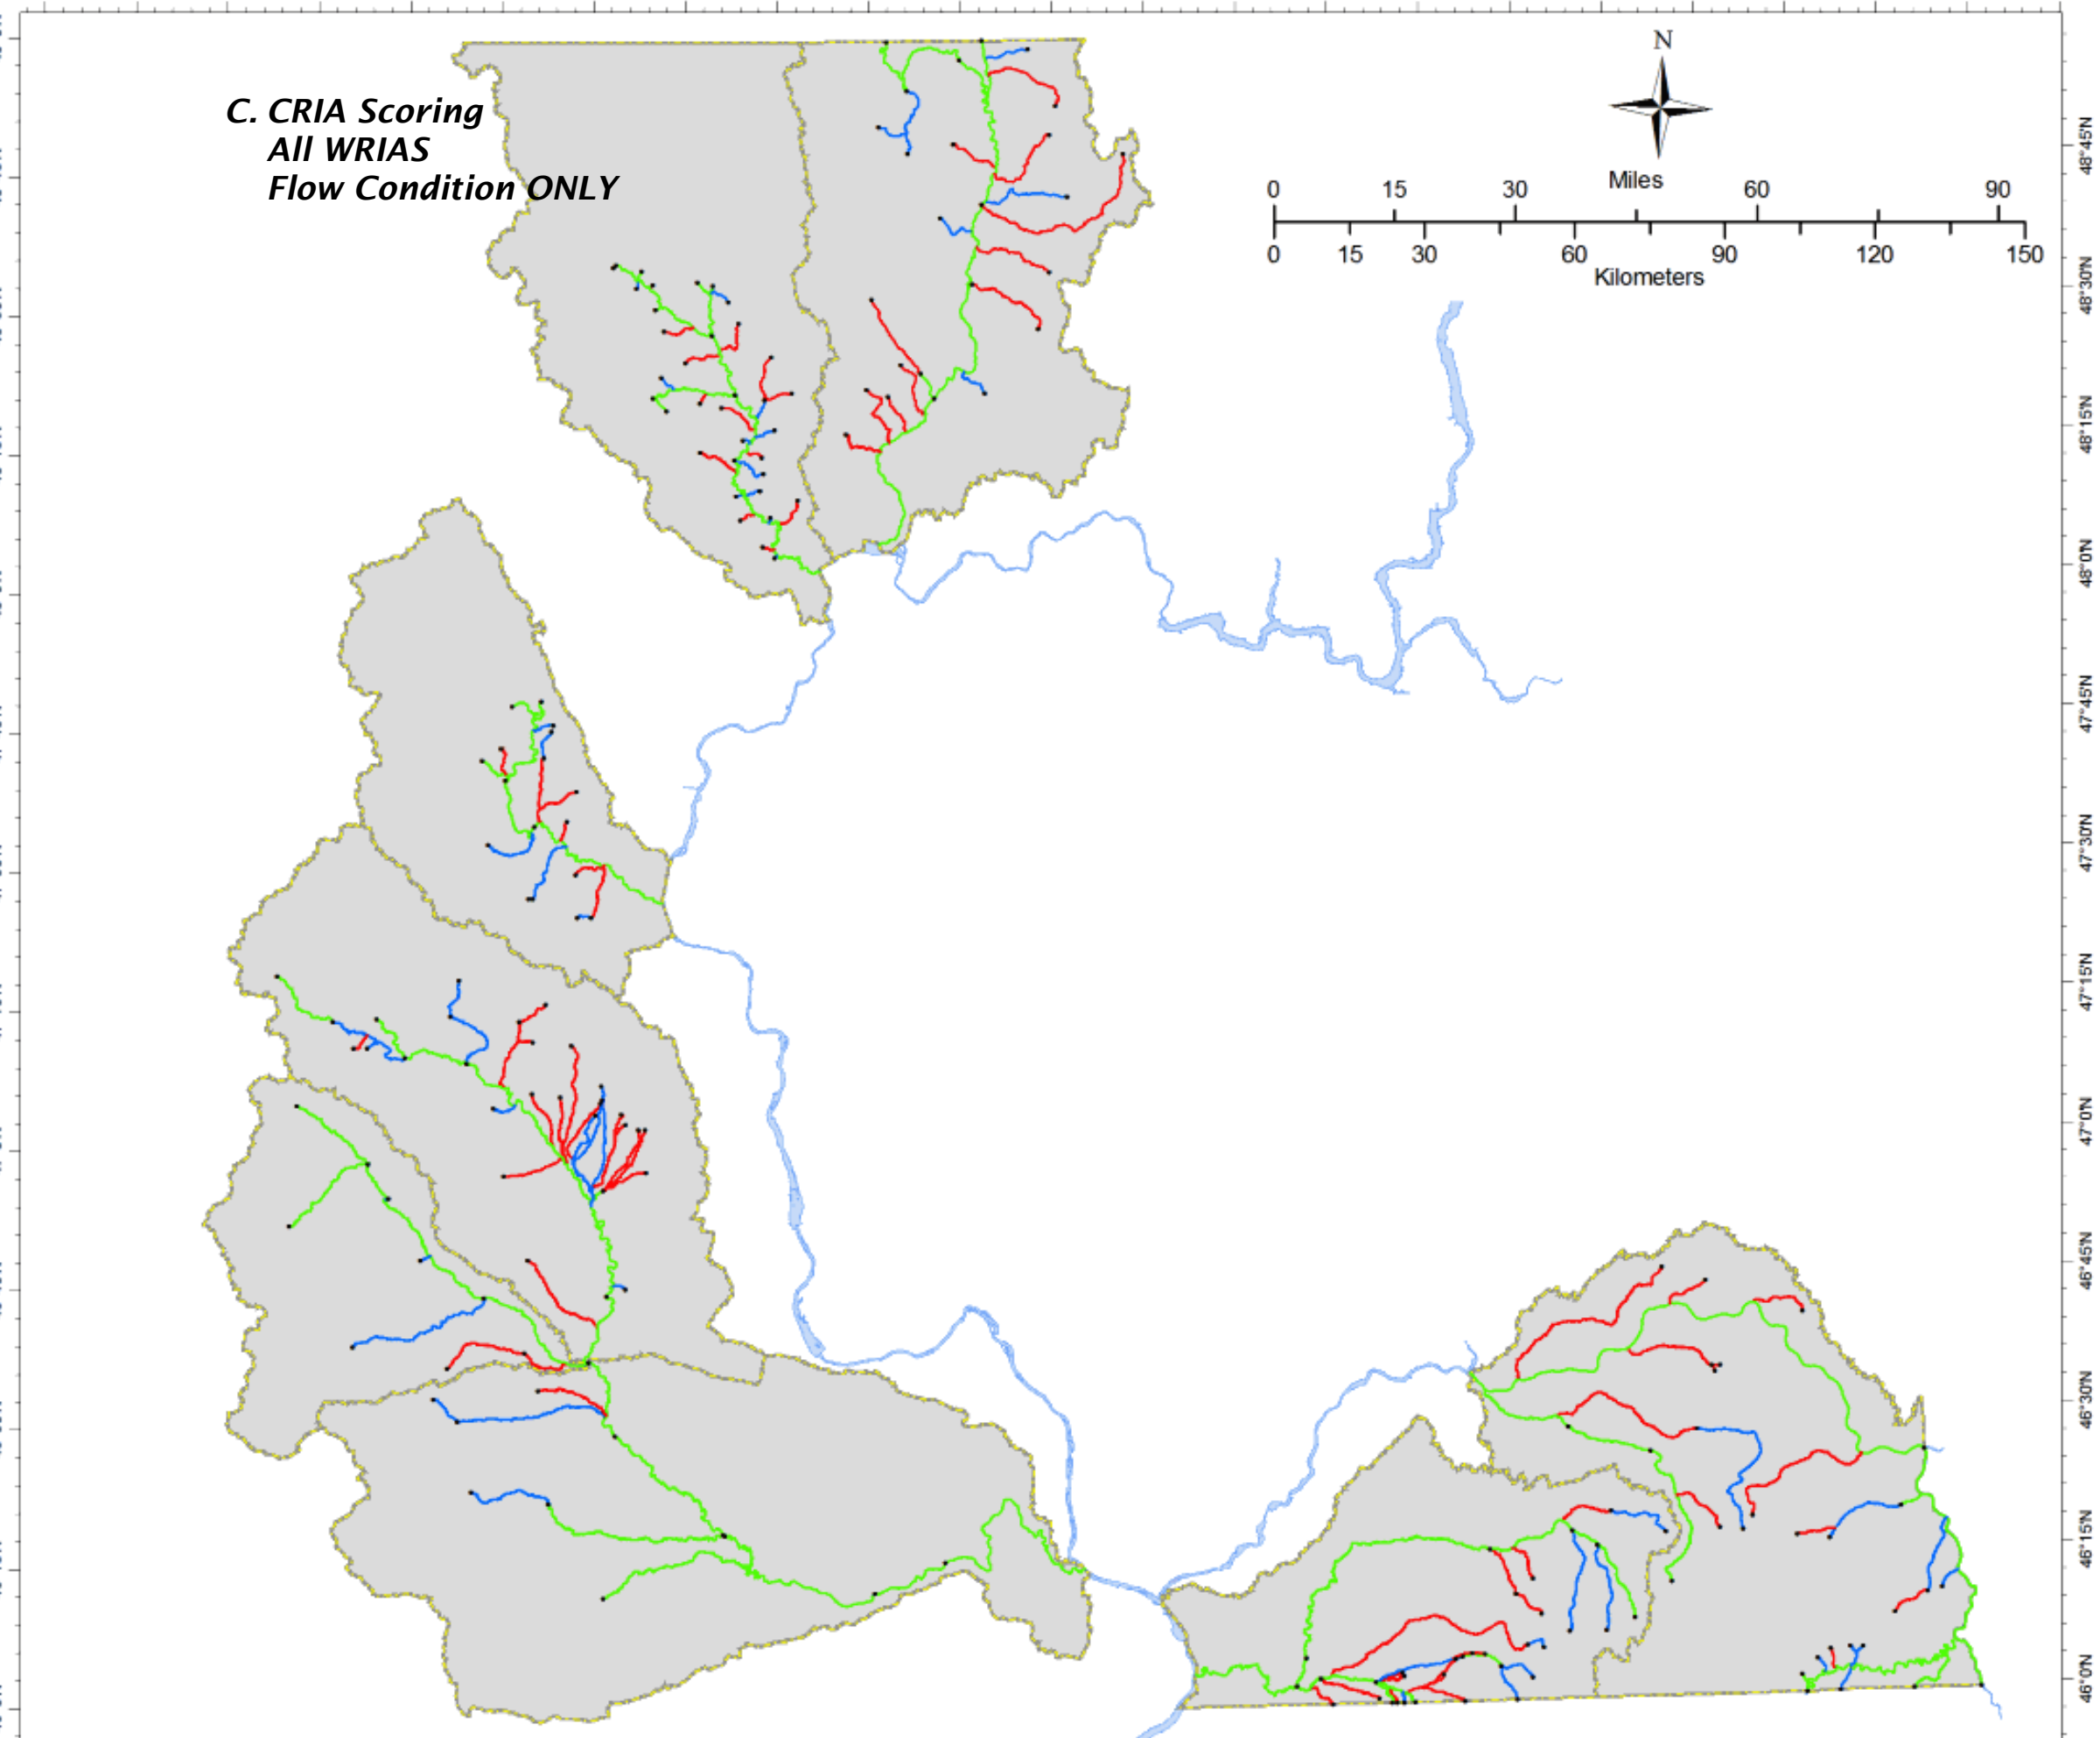 C. CRIA Scoring
All WRIAS
Flow Condition ONLY
N
Miles
0 15 30 60 90
0 15 30 60 90 120 150
Kilometers
48°45'N
48°30'N
48°15'N
48°0'N
47°45'N
47°30'N
47°15'N
47°0'N
46°45'N
46°30'N
46°15'N
46°0'N